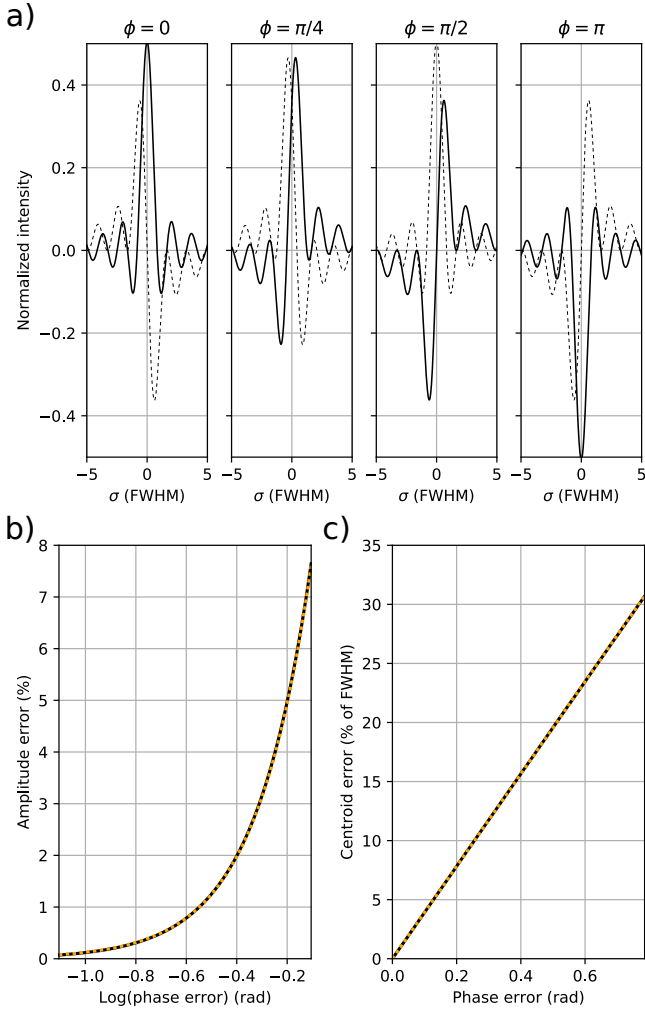 a)
ϕ = 0 ϕ = π/4 ϕ = π/2 ϕ = π
0.4
0.2
0.0
−0.2
−0.4
Normalized intensity
−5 0 5 −5 0 5 −5 0 5 −5 0 5
σ (FWHM) σ (FWHM) σ (FWHM) σ (FWHM)
b)
8
7
6
5
4
3
2
1
0
Amplitude error (%)
−1.0 −0.8 −0.6 −0.4 −0.2
Log(phase error) (rad)
c)
35
30
25
20
15
10
5
0
Centroid error (% of FWHM)
0.0 0.2 0.4 0.6
Phase error (rad)